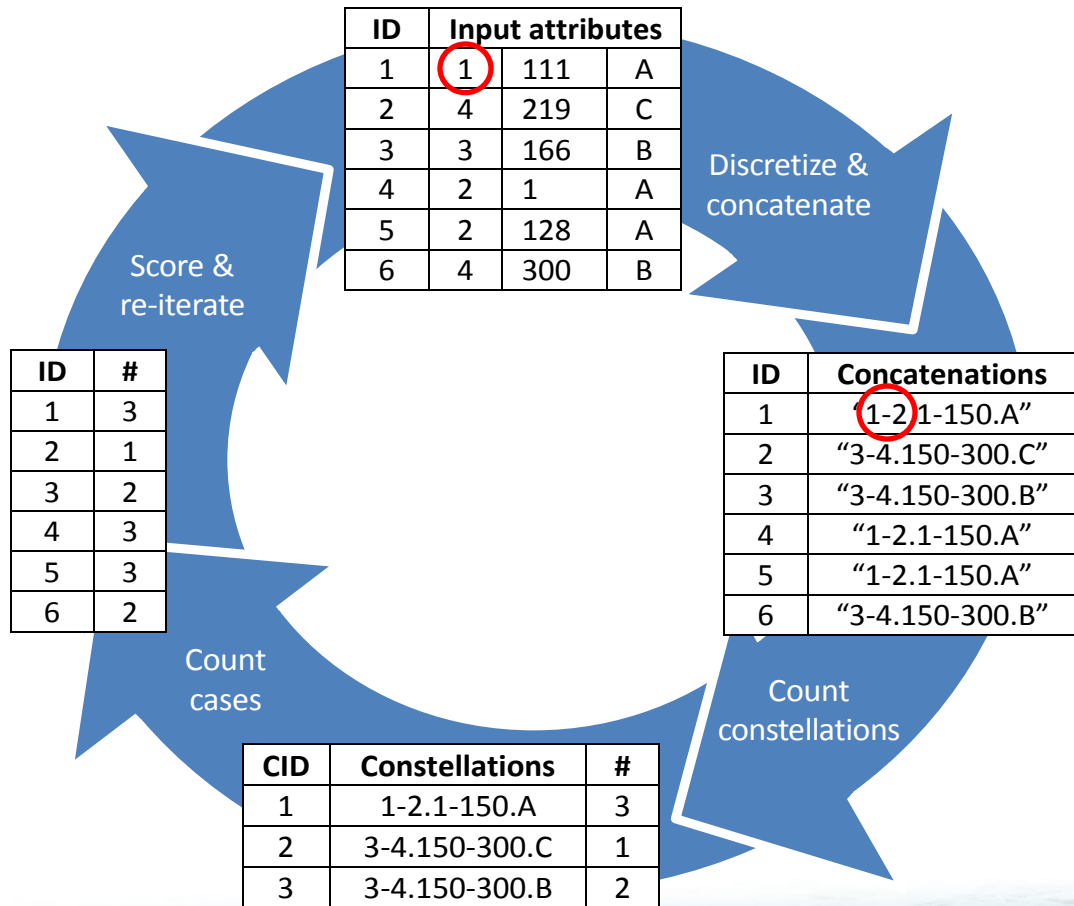 ID Input attributes
1 1 111 A
2 4 219 C
3 3 166 B
4 2 1 A
5 2 128 A
6 4 300 B
Discretize &
concatenate
ID Concatenations
1 “1-2.1-150.A”
2 “3-4.150-300.C”
3 “3-4.150-300.B”
4 “1-2.1-150.A”
5 “1-2.1-150.A”
6 “3-4.150-300.B”
Count
constellations
CID Constellations #
1 1-2.1-150.A 3
2 3-4.150-300.C 1
3 3-4.150-300.B 2
Count
cases
ID #
1 3
2 1
3 2
4 3
5 3
6 2
Score &
re-iterate